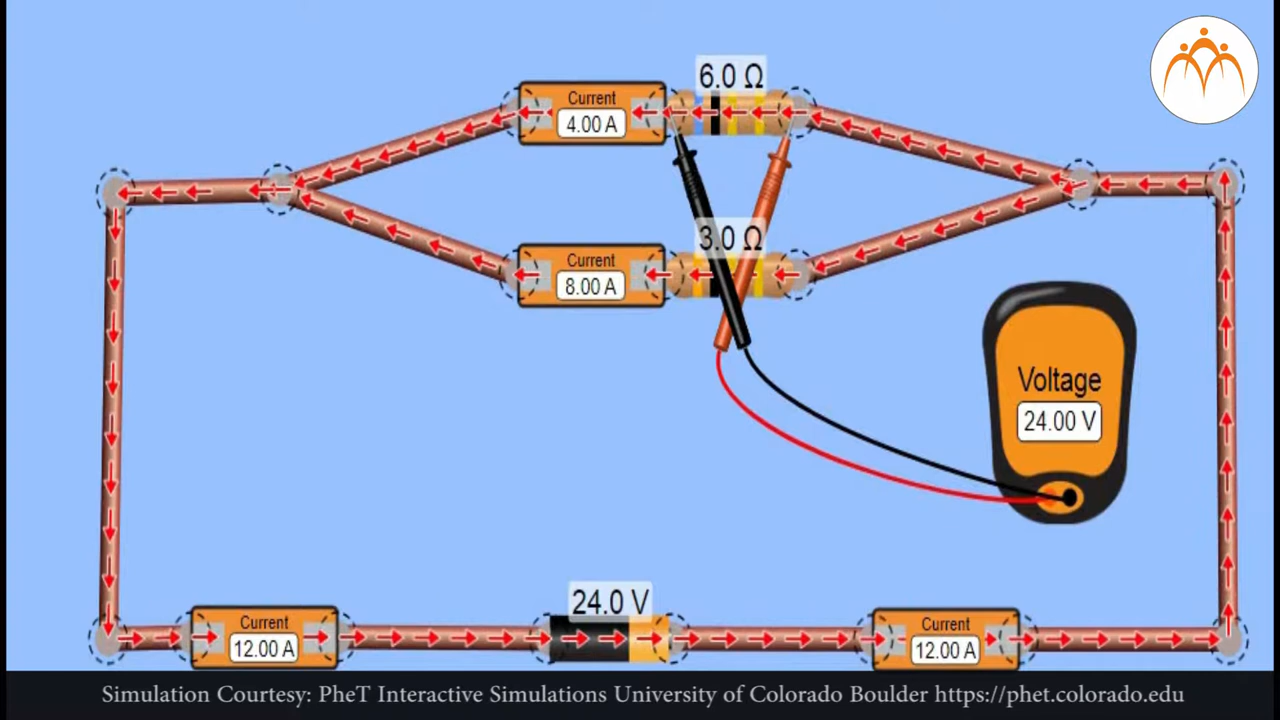 6.0 Ω
Current
4.00 A
3.0 Ω
Current
8.00 A
Voltage
24.00 V
24.0 V
Current
12.00 A
Current
12.00 A
Simulation Courtesy: PheT Interactive Simulations University of Colorado Boulder https://phet.colorado.edu